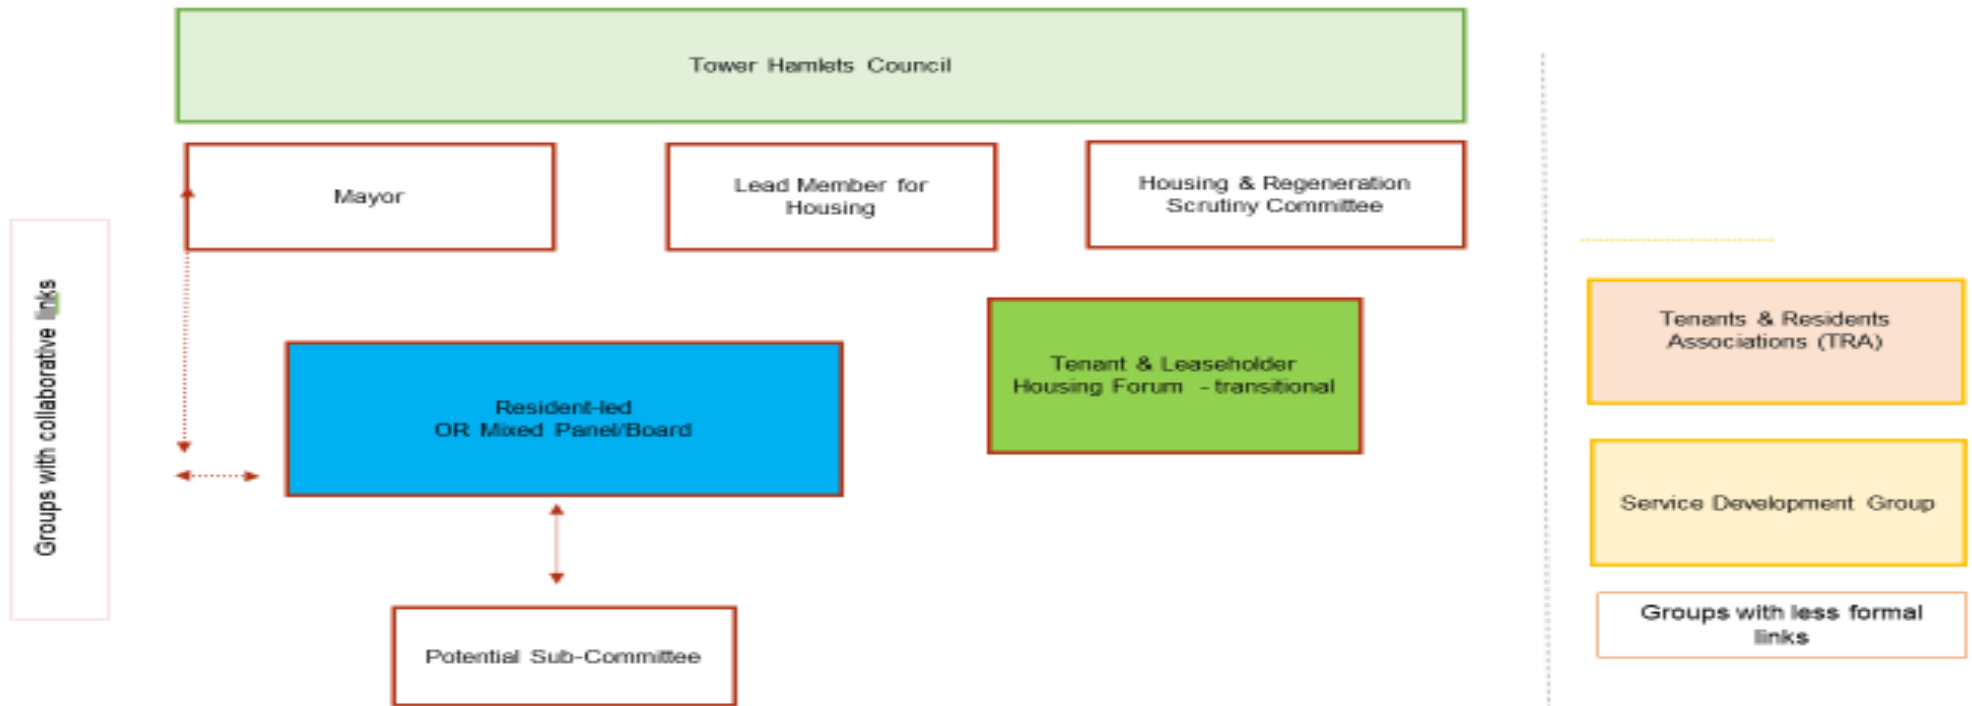 Tower Hamlets Council
Mayor
Lead Member for
Housing
Housing & Regeneration
Scrutiny Committee
Groups with collaborative links
Resident-led
OR Mixed Panel/Board
Tenant & Leaseholder
Housing Forum - transitional
Potential Sub-Committee
Tenants & Residents
Associations (TRA)
Service Development Group
Groups with less formal
links